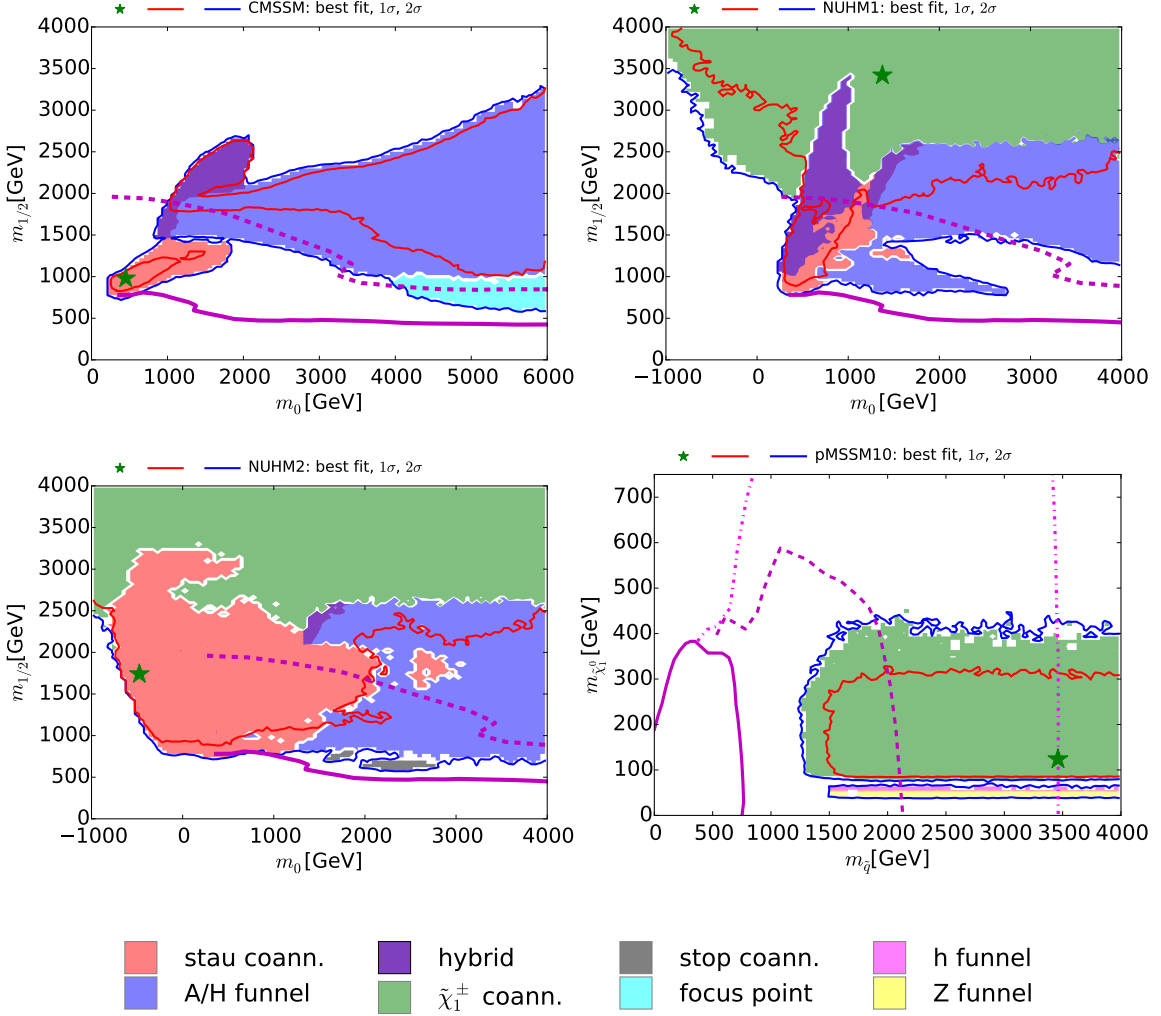 CMSSM: best fit, 1σ, 2σ
4000
3500
3000
2500
2000
1500
1000
500
0
m₁/₂[GeV]
0 1000 2000 3000 4000 5000 6000
m₀[GeV]
NUHM1: best fit, 1σ, 2σ
4000
3500
3000
2500
2000
1500
1000
500
0
m₁/₂[GeV]
−1000 0 1000 2000 3000 4000
m₀[GeV]
NUHM2: best fit, 1σ, 2σ
4000
3500
3000
2500
2000
1500
1000
500
0
m₁/₂[GeV]
−1000 0 1000 2000 3000 4000
m₀[GeV]
pMSSM10: best fit, 1σ, 2σ
700
600
500
400
300
200
100
0
m_χ̃₁⁰[GeV]
0 500 1000 1500 2000 2500 3000 3500 4000
m_q̃[GeV]
stau coann. hybrid stop coann. h funnel
A/H funnel χ̃₁± coann. focus point Z funnel